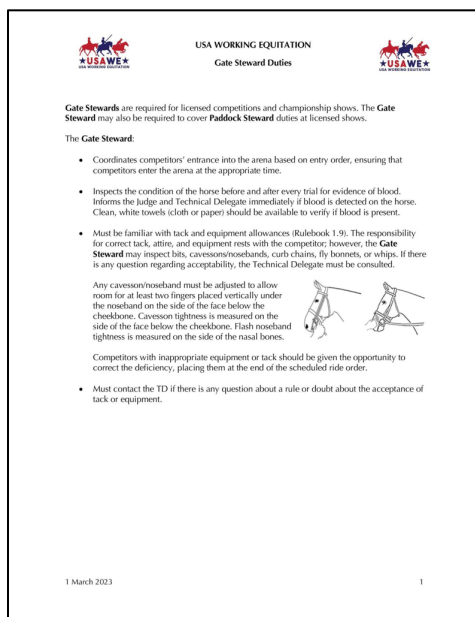 USA WORKING EQUITATION
Gate Steward Duties
★USAWE★
USA WORKING EQUITATION
★USAWE★
USA WORKING EQUITATION
Gate Stewards are required for licensed competitions and championship shows. The Gate
Steward may also be required to cover Paddock Steward duties at licensed shows.
The Gate Steward:
• Coordinates competitors' entrance into the arena based on entry order, ensuring that
competitors enter the arena at the appropriate time.
• Inspects the condition of the horse before and after every trial for evidence of blood.
Informs the Judge and Technical Delegate immediately if blood is detected on the horse.
Clean, white towels (cloth or paper) should be available to verify if blood is present.
• Must be familiar with tack and equipment allowances (Rulebook 1.9). The responsibility
for correct tack, attire, and equipment rests with the competitor; however, the Gate
Steward may inspect bits, cavessons/nosebands, curb chains, fly bonnets, or whips. If there
is any question regarding acceptability, the Technical Delegate must be consulted.
Any cavesson/noseband must be adjusted to allow
room for at least two fingers placed vertically under
the noseband on the side of the face below the
cheekbone. Cavesson tightness is measured on the
side of the face below the cheekbone. Flash noseband
tightness is measured on the side of the nasal bones.
Competitors with inappropriate equipment or tack should be given the opportunity to
correct the deficiency, placing them at the end of the scheduled ride order.
• Must contact the TD if there is any question about a rule or doubt about the acceptance of
tack or equipment.
1 March 2023
1